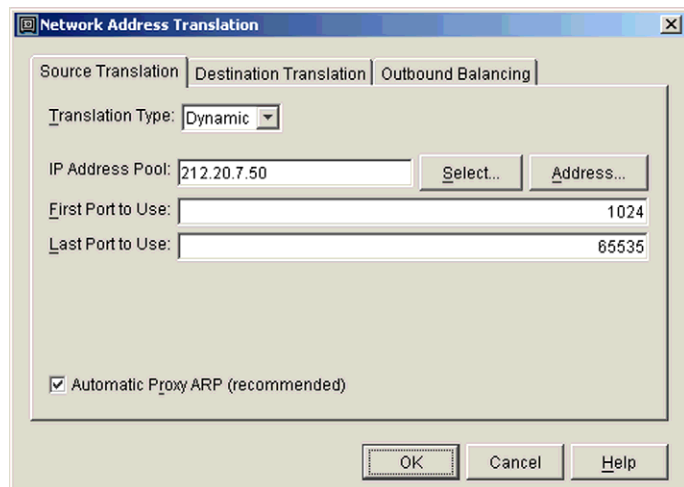 Network Address Translation
Source Translation Destination Translation Outbound Balancing
Translation Type: Dynamic
IP Address Pool: 212.20.7.50 Select... Address...
First Port to Use: 1024
Last Port to Use: 65535
Automatic Proxy ARP (recommended)
OK Cancel Help